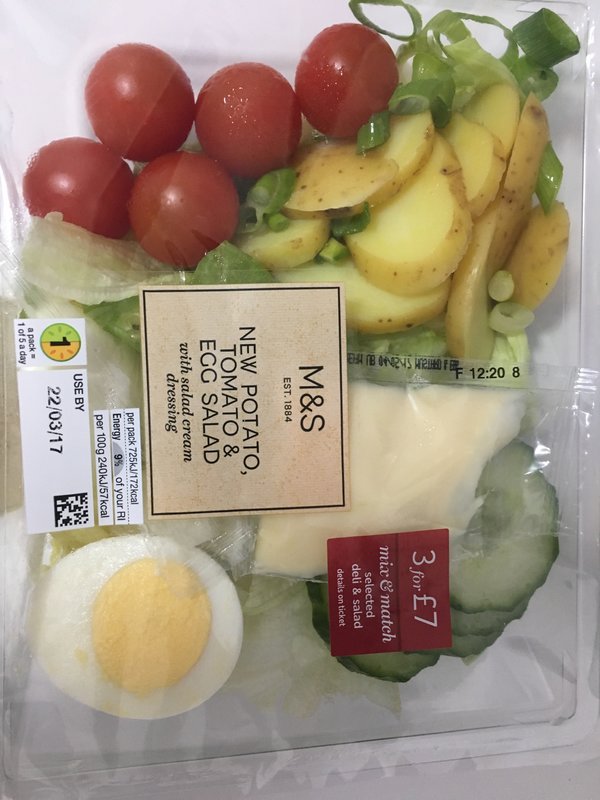 M&S
EST. 1884
NEW POTATO,
TOMATO &
EGG SALAD
with salad cream
dressing
1
a pack =
1 of 5 a day
USE BY
22/03/17
per pack 725kJ/172kcal
Energy 9% of your RI
per 100g 240kJ/57kcal
F 12:20 8
3 for £7
mix & match
selected
deli & salad
details on ticket